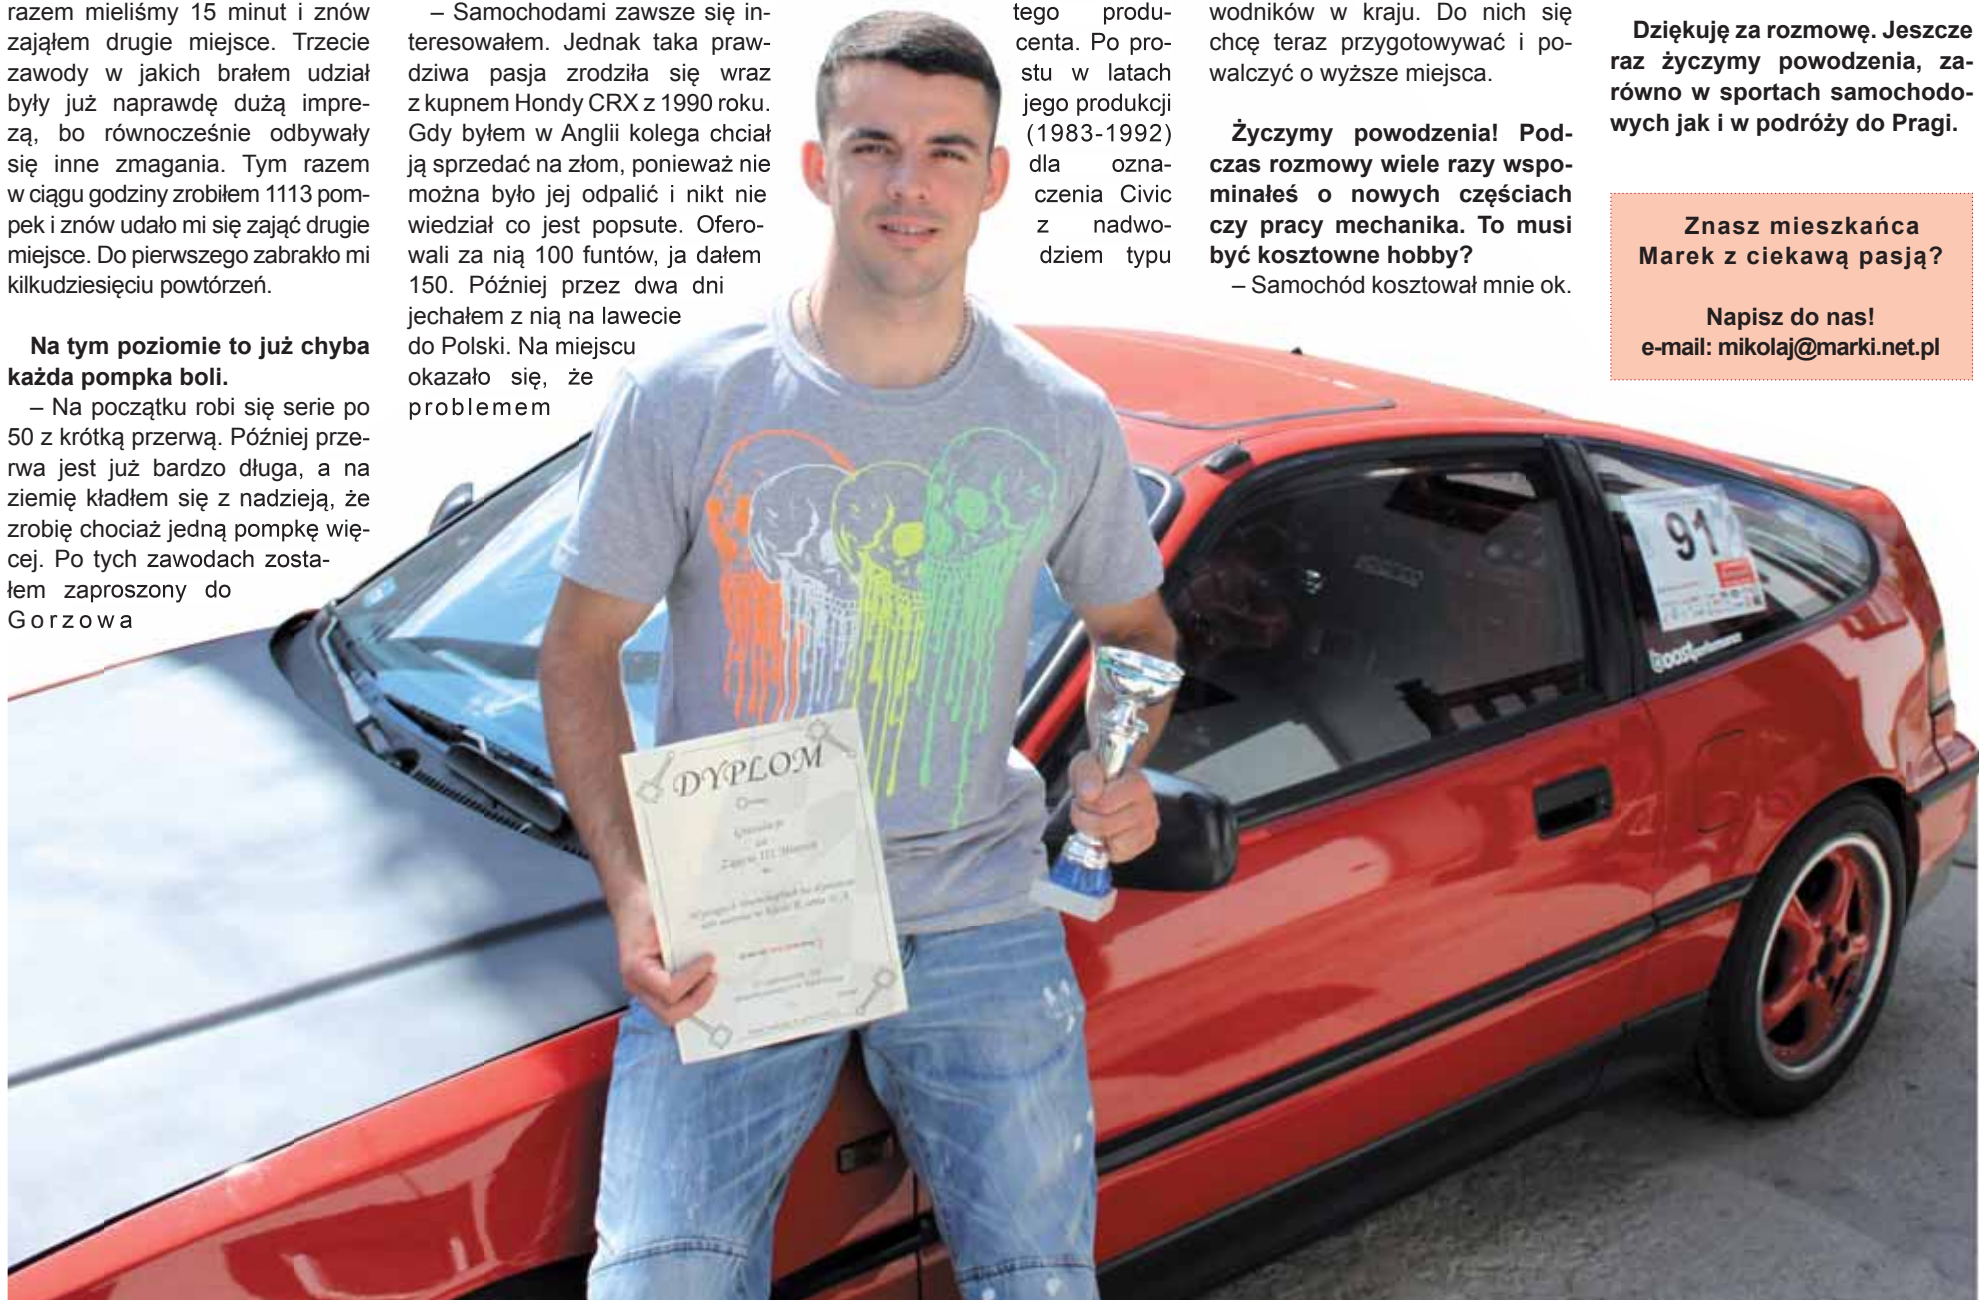 razem mieliśmy 15 minut i znów
zająłem drugie miejsce. Trzecie
zawody w jakich brałem udział
były już naprawdę dużą impre-
zą, bo równocześnie odbywały
się inne zmagania. Tym razem
w ciągu godziny zrobiłem 1113 pom-
pek i znów udało mi się zająć drugie
miejsce. Do pierwszego zabrakło mi
kilkudziesięciu powtórzeń.
Na tym poziomie to już chyba
każda pompka boli.
– Na początku robi się serie po
50 z krótką przerwą. Później prze-
rwa jest już bardzo długa, a na
ziemię kładłem się z nadzieją, że
zrobię chociaż jedną pompkę wię-
cej. Po tych zawodach zosta-
łem zaproszony do
Gorzowa
– Samochodami zawsze się in-
teresowałem. Jednak taka praw-
dziwa pasja zrodziła się wraz
z kupnem Hondy CRX z 1990 roku.
Gdy byłem w Anglii kolega chciał
ją sprzedać na złom, ponieważ nie
można było jej odpalić i nikt nie
wiedział co jest popsute. Ofero-
wali za nią 100 funtów, ja dałem
150. Później przez dwa dni
jechałem z nią na lawecie
do Polski. Na miejscu
okazało się, że
problemem
tego produ-
centa. Po pro-
stu w latach
jego produkcji
(1983-1992)
dla ozna-
czenia Civic
z nadwo-
dziem typu
wodników w kraju. Do nich się
chcę teraz przygotowywać i po-
walczyć o wyższe miejsca.
Życzymy powodzenia! Pod-
czas rozmowy wiele razy wspo-
minałeś o nowych częściach
czy pracy mechanika. To musi
być kosztowne hobby?
– Samochód kosztował mnie ok.
Dziękuję za rozmowę. Jeszcze
raz życzymy powodzenia, za-
równo w sportach samochodo-
wych jak i w podróży do Pragi.
Znasz mieszkańca
Marek z ciekawą pasją?
Napisz do nas!
e-mail: mikolaj@marki.net.pl
91
DYPLOM